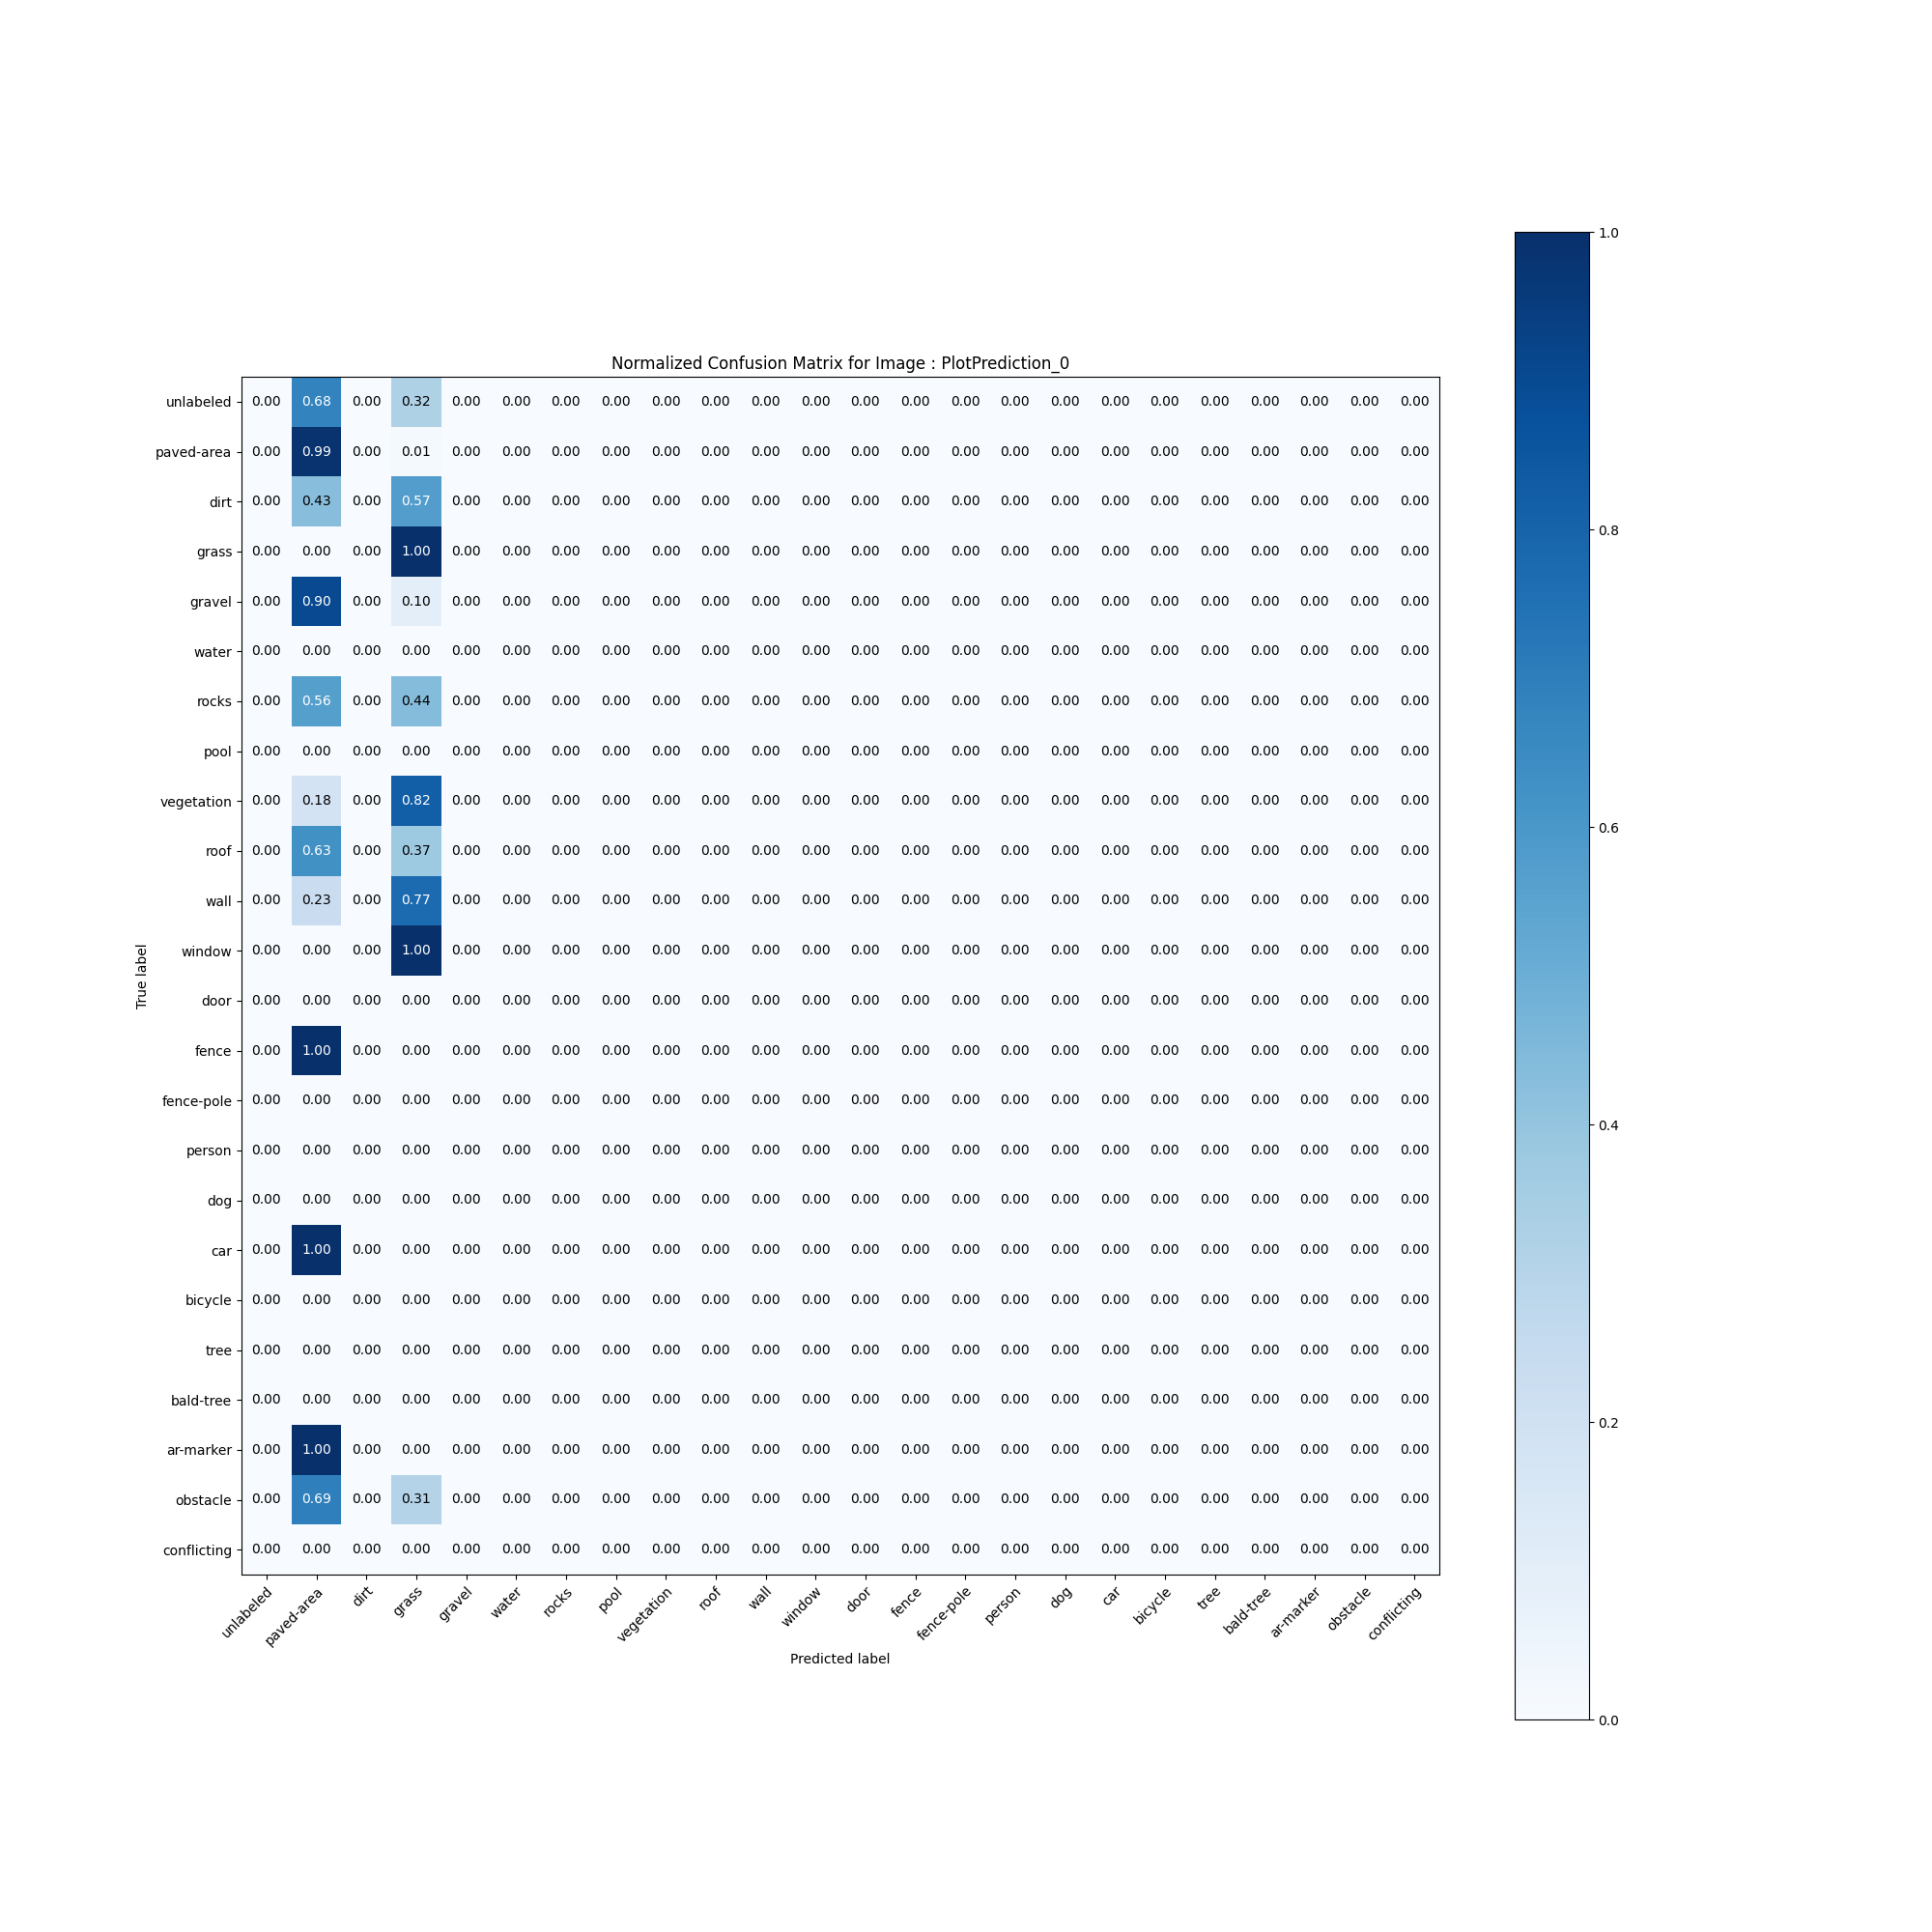 Normalized Confusion Matrix for Image : PlotPrediction_0
unlabeled 0.00 0.68 0.00 0.32 0.00 0.00 0.00 0.00 0.00 0.00 0.00 0.00 0.00 0.00 0.00 0.00 0.00 0.00 0.00 0.00 0.00 0.00 0.00 0.00
paved-area 0.00 0.99 0.00 0.01 0.00 0.00 0.00 0.00 0.00 0.00 0.00 0.00 0.00 0.00 0.00 0.00 0.00 0.00 0.00 0.00 0.00 0.00 0.00 0.00
dirt 0.00 0.43 0.00 0.57 0.00 0.00 0.00 0.00 0.00 0.00 0.00 0.00 0.00 0.00 0.00 0.00 0.00 0.00 0.00 0.00 0.00 0.00 0.00 0.00
grass 0.00 0.00 0.00 1.00 0.00 0.00 0.00 0.00 0.00 0.00 0.00 0.00 0.00 0.00 0.00 0.00 0.00 0.00 0.00 0.00 0.00 0.00 0.00 0.00
gravel 0.00 0.90 0.00 0.10 0.00 0.00 0.00 0.00 0.00 0.00 0.00 0.00 0.00 0.00 0.00 0.00 0.00 0.00 0.00 0.00 0.00 0.00 0.00 0.00
water 0.00 0.00 0.00 0.00 0.00 0.00 0.00 0.00 0.00 0.00 0.00 0.00 0.00 0.00 0.00 0.00 0.00 0.00 0.00 0.00 0.00 0.00 0.00 0.00
rocks 0.00 0.56 0.00 0.44 0.00 0.00 0.00 0.00 0.00 0.00 0.00 0.00 0.00 0.00 0.00 0.00 0.00 0.00 0.00 0.00 0.00 0.00 0.00 0.00
pool 0.00 0.00 0.00 0.00 0.00 0.00 0.00 0.00 0.00 0.00 0.00 0.00 0.00 0.00 0.00 0.00 0.00 0.00 0.00 0.00 0.00 0.00 0.00 0.00
vegetation 0.00 0.18 0.00 0.82 0.00 0.00 0.00 0.00 0.00 0.00 0.00 0.00 0.00 0.00 0.00 0.00 0.00 0.00 0.00 0.00 0.00 0.00 0.00 0.00
roof 0.00 0.63 0.00 0.37 0.00 0.00 0.00 0.00 0.00 0.00 0.00 0.00 0.00 0.00 0.00 0.00 0.00 0.00 0.00 0.00 0.00 0.00 0.00 0.00
wall 0.00 0.23 0.00 0.77 0.00 0.00 0.00 0.00 0.00 0.00 0.00 0.00 0.00 0.00 0.00 0.00 0.00 0.00 0.00 0.00 0.00 0.00 0.00 0.00
window 0.00 0.00 0.00 1.00 0.00 0.00 0.00 0.00 0.00 0.00 0.00 0.00 0.00 0.00 0.00 0.00 0.00 0.00 0.00 0.00 0.00 0.00 0.00 0.00
door 0.00 0.00 0.00 0.00 0.00 0.00 0.00 0.00 0.00 0.00 0.00 0.00 0.00 0.00 0.00 0.00 0.00 0.00 0.00 0.00 0.00 0.00 0.00 0.00
fence 0.00 1.00 0.00 0.00 0.00 0.00 0.00 0.00 0.00 0.00 0.00 0.00 0.00 0.00 0.00 0.00 0.00 0.00 0.00 0.00 0.00 0.00 0.00 0.00
fence-pole 0.00 0.00 0.00 0.00 0.00 0.00 0.00 0.00 0.00 0.00 0.00 0.00 0.00 0.00 0.00 0.00 0.00 0.00 0.00 0.00 0.00 0.00 0.00 0.00
person 0.00 0.00 0.00 0.00 0.00 0.00 0.00 0.00 0.00 0.00 0.00 0.00 0.00 0.00 0.00 0.00 0.00 0.00 0.00 0.00 0.00 0.00 0.00 0.00
dog 0.00 0.00 0.00 0.00 0.00 0.00 0.00 0.00 0.00 0.00 0.00 0.00 0.00 0.00 0.00 0.00 0.00 0.00 0.00 0.00 0.00 0.00 0.00 0.00
car 0.00 1.00 0.00 0.00 0.00 0.00 0.00 0.00 0.00 0.00 0.00 0.00 0.00 0.00 0.00 0.00 0.00 0.00 0.00 0.00 0.00 0.00 0.00 0.00
bicycle 0.00 0.00 0.00 0.00 0.00 0.00 0.00 0.00 0.00 0.00 0.00 0.00 0.00 0.00 0.00 0.00 0.00 0.00 0.00 0.00 0.00 0.00 0.00 0.00
tree 0.00 0.00 0.00 0.00 0.00 0.00 0.00 0.00 0.00 0.00 0.00 0.00 0.00 0.00 0.00 0.00 0.00 0.00 0.00 0.00 0.00 0.00 0.00 0.00
bald-tree 0.00 0.00 0.00 0.00 0.00 0.00 0.00 0.00 0.00 0.00 0.00 0.00 0.00 0.00 0.00 0.00 0.00 0.00 0.00 0.00 0.00 0.00 0.00 0.00
ar-marker 0.00 1.00 0.00 0.00 0.00 0.00 0.00 0.00 0.00 0.00 0.00 0.00 0.00 0.00 0.00 0.00 0.00 0.00 0.00 0.00 0.00 0.00 0.00 0.00
obstacle 0.00 0.69 0.00 0.31 0.00 0.00 0.00 0.00 0.00 0.00 0.00 0.00 0.00 0.00 0.00 0.00 0.00 0.00 0.00 0.00 0.00 0.00 0.00 0.00
conflicting 0.00 0.00 0.00 0.00 0.00 0.00 0.00 0.00 0.00 0.00 0.00 0.00 0.00 0.00 0.00 0.00 0.00 0.00 0.00 0.00 0.00 0.00 0.00 0.00
True label
unlabeled paved-area dirt grass gravel water rocks pool vegetation roof wall window door fence fence-pole person dog car bicycle tree bald-tree ar-marker obstacle conflicting
Predicted label
1.0
0.8
0.6
0.4
0.2
0.0